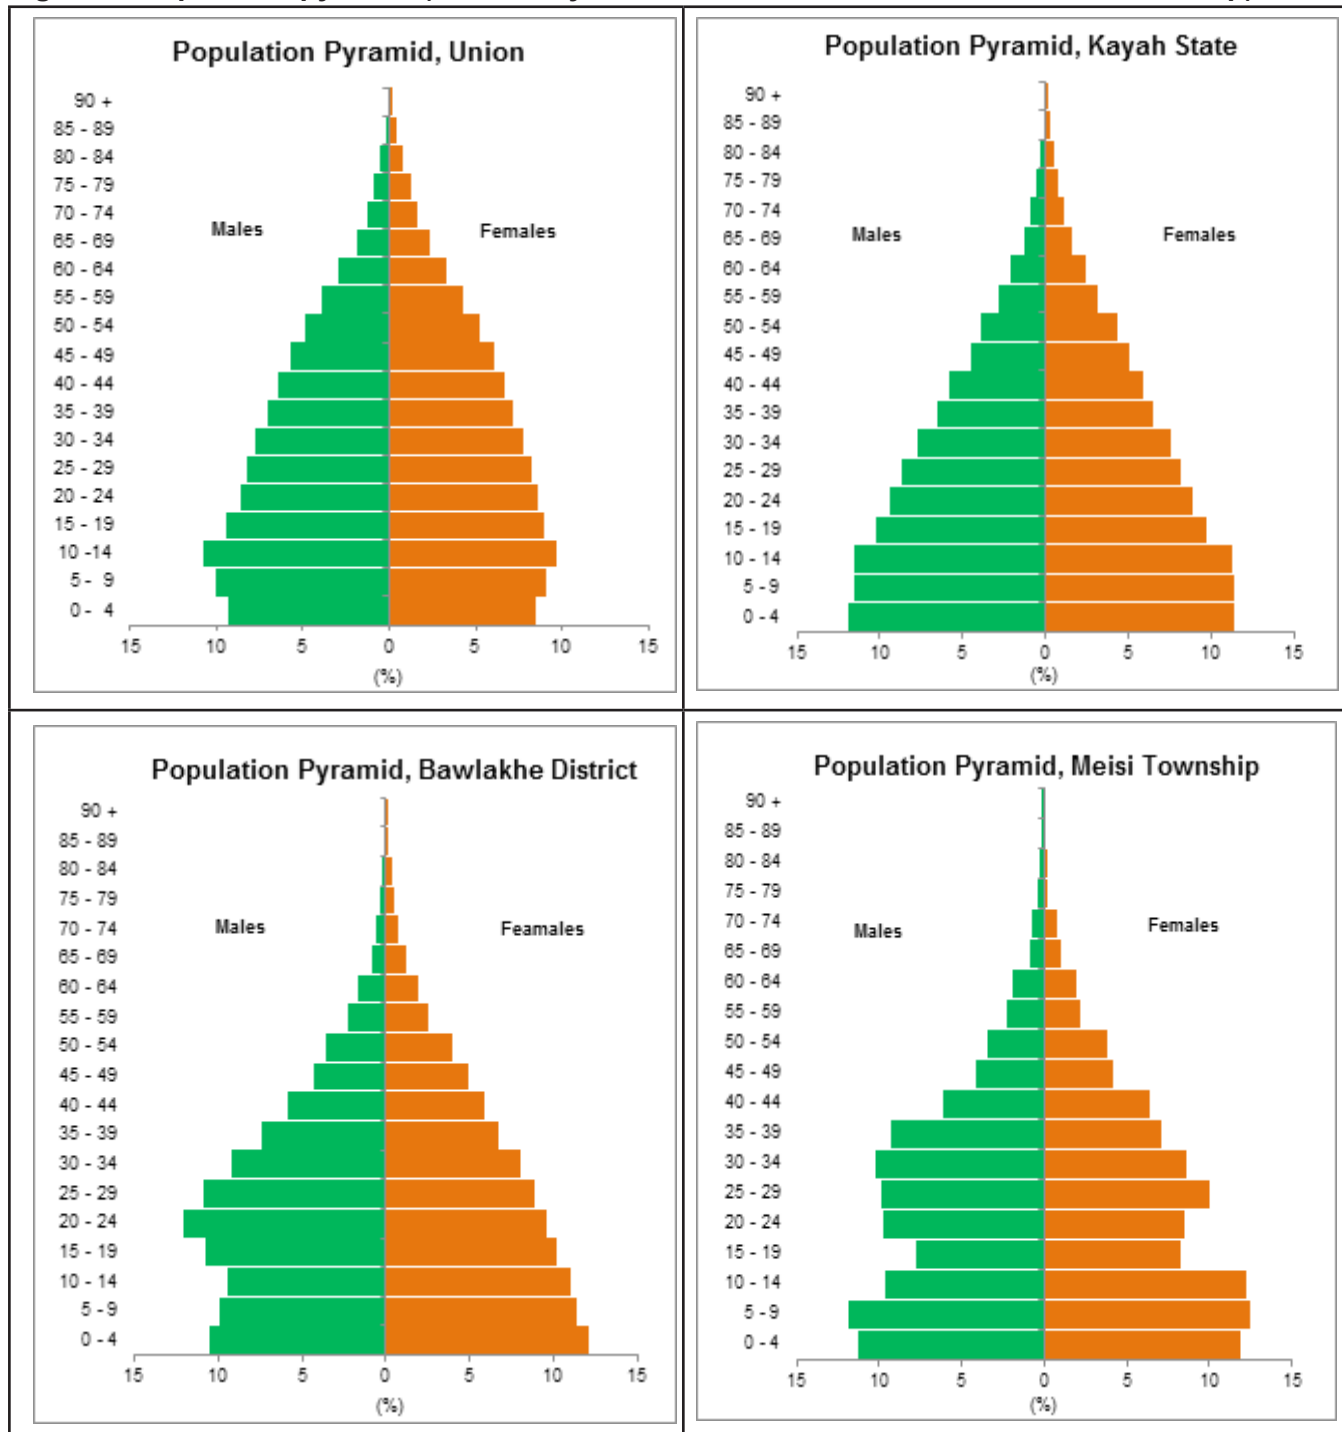 Population Pyramid, Union
90 +
85 - 89
80 - 84
75 - 79
70 - 74
65 - 69
60 - 64
55 - 59
50 - 54
45 - 49
40 - 44
35 - 39
30 - 34
25 - 29
20 - 24
15 - 19
10 -14
5 - 9
0 - 4
Males
Females
15 10 5 0 5 10 15
(%)
Population Pyramid, Kayah State
90 +
85 - 89
80 - 84
75 - 79
70 - 74
65 - 69
60 - 64
55 - 59
50 - 54
45 - 49
40 - 44
35 - 39
30 - 34
25 - 29
20 - 24
15 - 19
10 - 14
5 - 9
0 - 4
Males
Females
15 10 5 0 5 10 15
(%)
Population Pyramid, Bawlakhe District
90 +
85 - 89
80 - 84
75 - 79
70 - 74
65 - 69
60 - 64
55 - 59
50 - 54
45 - 49
40 - 44
35 - 39
30 - 34
25 - 29
20 - 24
15 - 19
10 - 14
5 - 9
0 - 4
Males
Feamales
15 10 5 0 5 10 15
(%)
Population Pyramid, Meisi Township
90 +
85 - 89
80 - 84
75 - 79
70 - 74
65 - 69
60 - 64
55 - 59
50 - 54
45 - 49
40 - 44
35 - 39
30 - 34
25 - 29
20 - 24
15 - 19
10 - 14
5 - 9
0 - 4
Males
Females
15 10 5 0 5 10 15
(%)